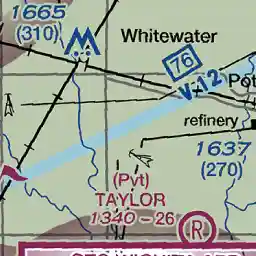 1665
(310)
Whitewater
76
V-12
Pot
refinery
1637
(270)
(Pvt)
TAYLOR
1340 - 26
R